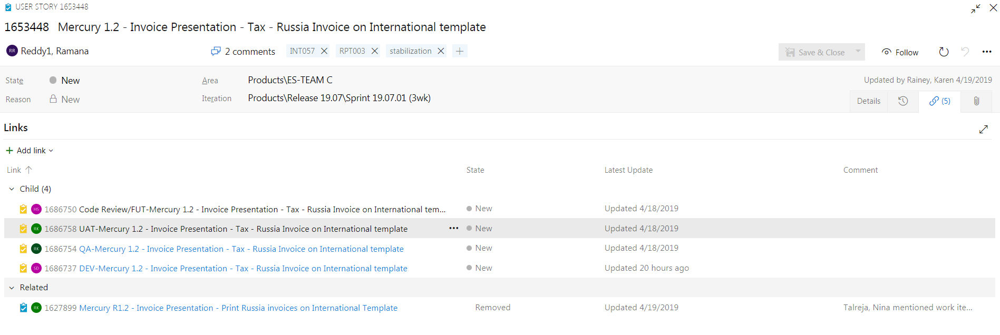 USER STORY 1653448
1653448 Mercury 1.2 - Invoice Presentation - Tax - Russia Invoice on International template
RR Reddy1, Ramana 2 comments INT057 RPT003 stabilization Save & Close Follow
State New Area Products\ES-TEAM C Updated by Rainey, Karen 4/19/2019
Reason New Iteration Products\Release 19.07\Sprint 19.07.01 (3wk) Details (5)
Links
Add link
Link State Latest Update Comment
Child (4)
HS 1686750 Code Review/FUT-Mercury 1.2 - Invoice Presentation - Tax - Russia Invoice on International tem... New Updated 4/18/2019
RK 1686758 UAT-Mercury 1.2 - Invoice Presentation - Tax - Russia Invoice on International template ... New Updated 4/18/2019
RK 1686754 QA-Mercury 1.2 - Invoice Presentation - Tax - Russia Invoice on International template New Updated 4/18/2019
SD 1686737 DEV-Mercury 1.2 - Invoice Presentation - Tax - Russia Invoice on International template New Updated 20 hours ago
Related
RK 1627899 Mercury R1.2 - Invoice Presentation - Print Russia invoices on International Template Removed Updated 4/19/2019 Talreja, Nina mentioned work ite...